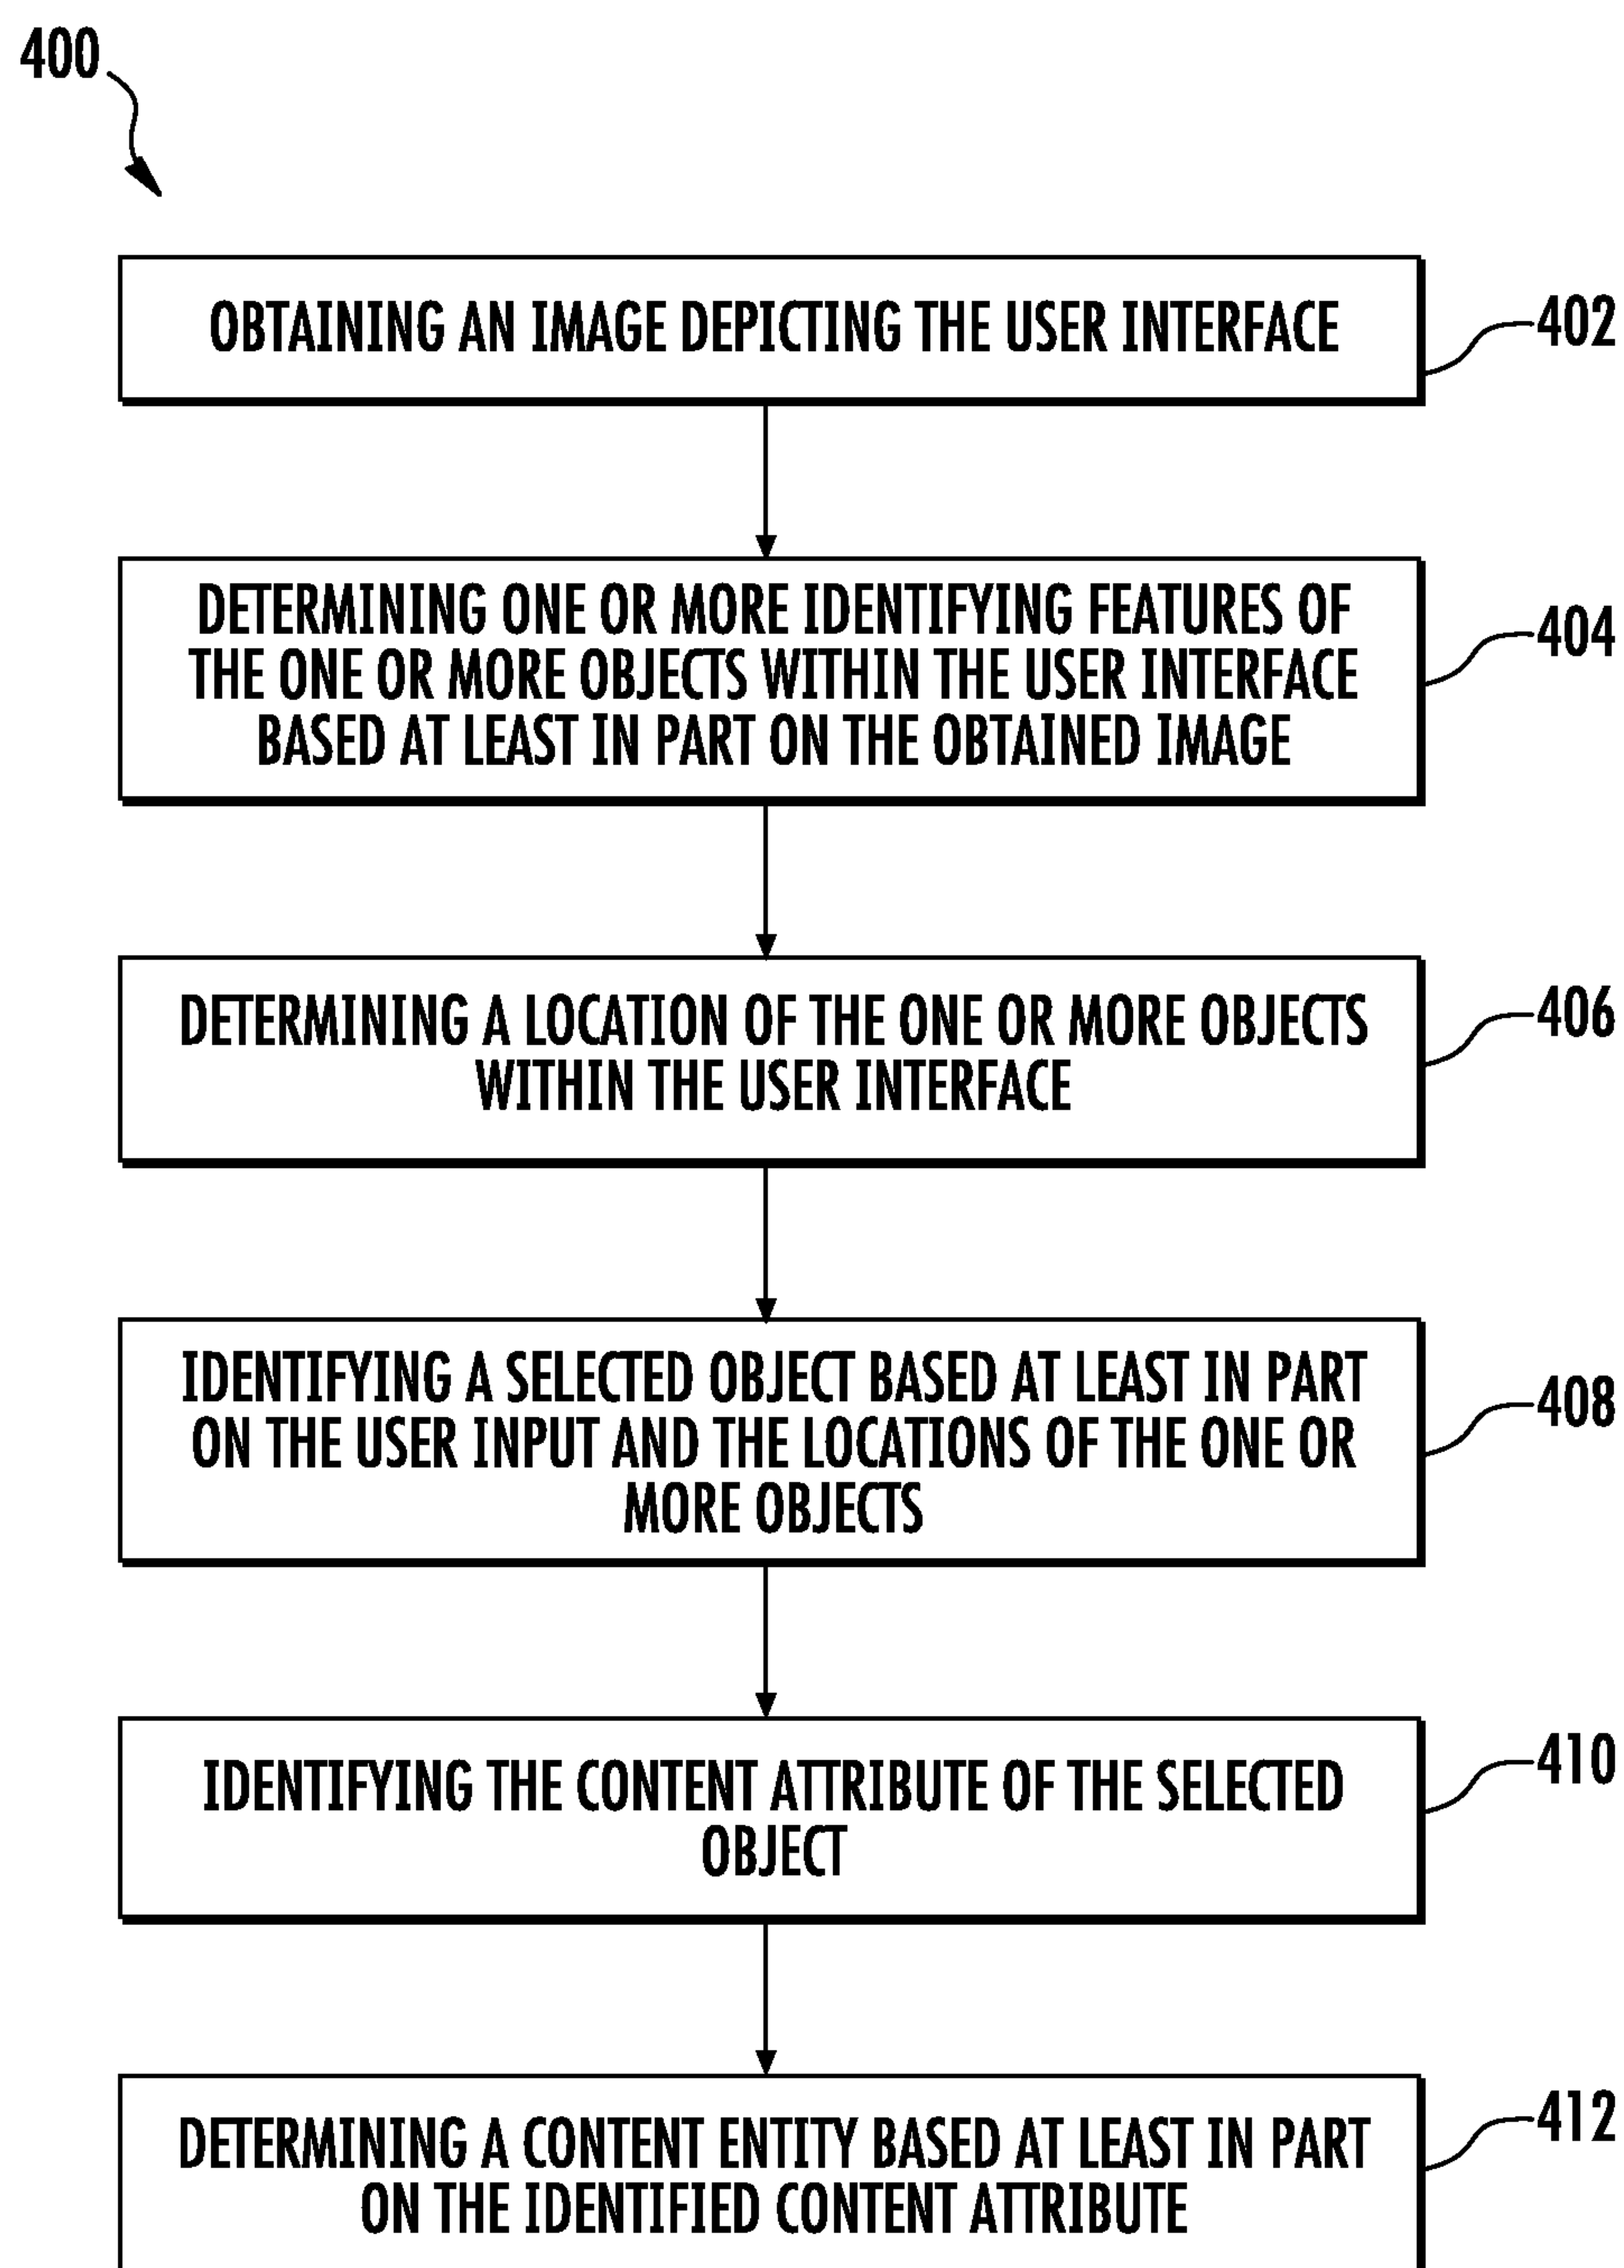 400
OBTAINING AN IMAGE DEPICTING THE USER INTERFACE
402
DETERMINING ONE OR MORE IDENTIFYING FEATURES OF
THE ONE OR MORE OBJECTS WITHIN THE USER INTERFACE
BASED AT LEAST IN PART ON THE OBTAINED IMAGE
404
DETERMINING A LOCATION OF THE ONE OR MORE OBJECTS
WITHIN THE USER INTERFACE
406
IDENTIFYING A SELECTED OBJECT BASED AT LEAST IN PART
ON THE USER INPUT AND THE LOCATIONS OF THE ONE OR
MORE OBJECTS
408
IDENTIFYING THE CONTENT ATTRIBUTE OF THE SELECTED
OBJECT
410
DETERMINING A CONTENT ENTITY BASED AT LEAST IN PART
ON THE IDENTIFIED CONTENT ATTRIBUTE
412